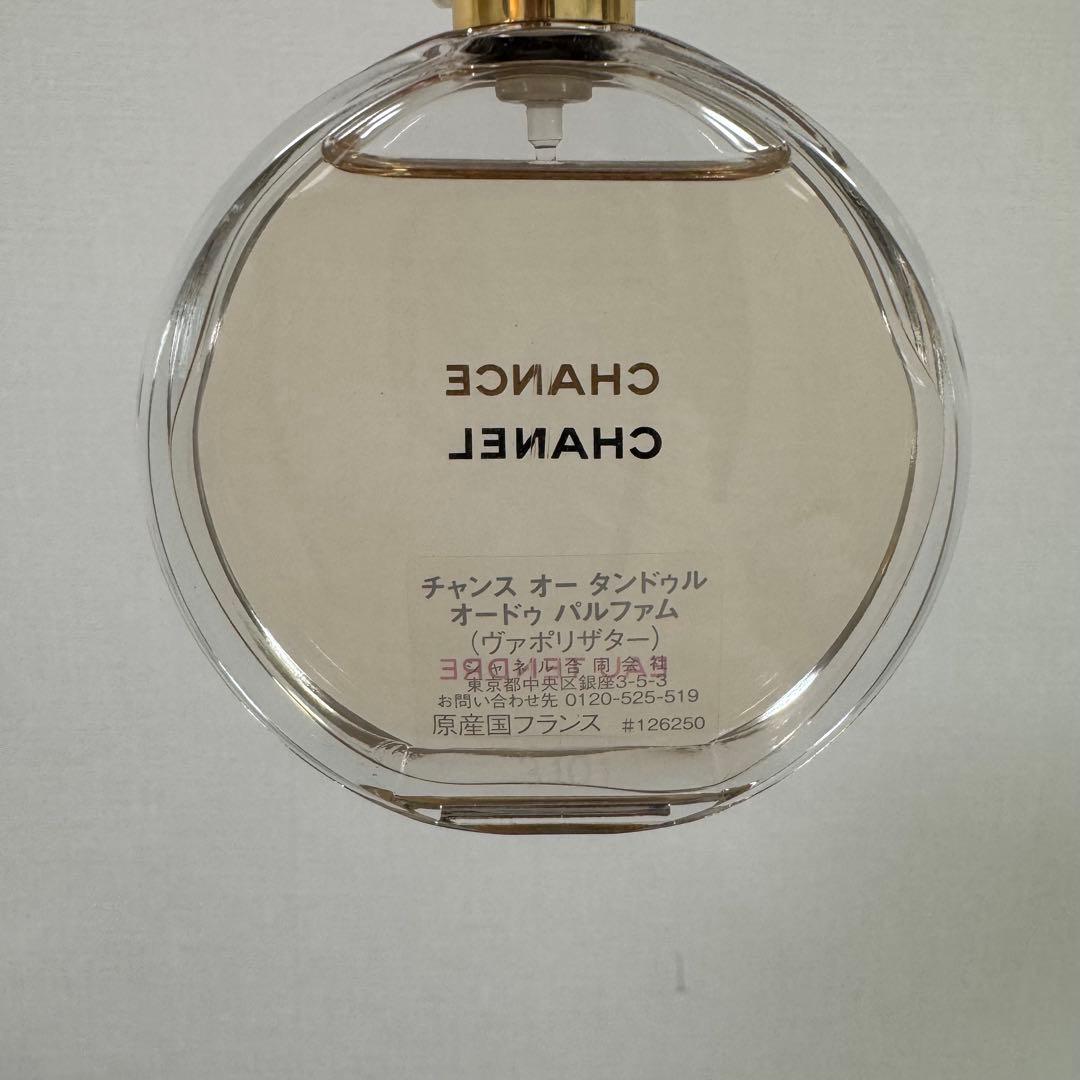 CHANCE
CHANEL
チャンス オー タンドゥル
オードゥ パルファム
(ヴァポリザター)
EAU TENDRE
シャネル合同会社
東京都中央区銀座3-5-3
お問い合わせ先 0120-525-519
原産国フランス #126250